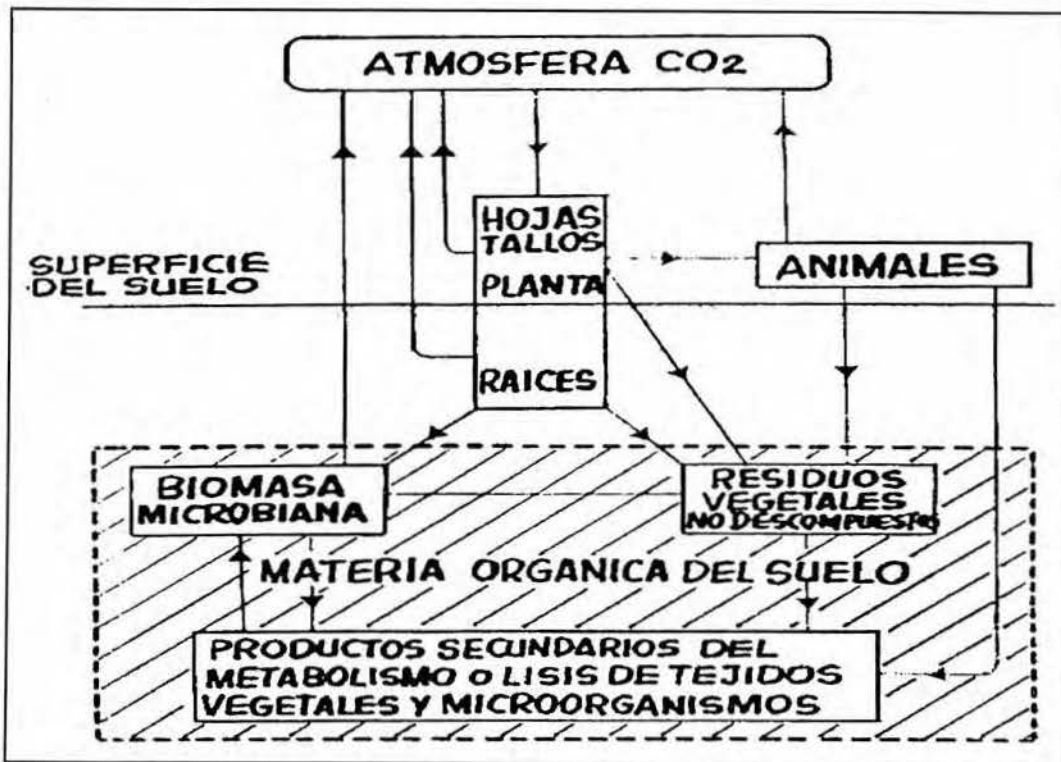 ATMOSFERA CO2
HOJAS
TALLOS
PLANTA
RAICES
SUPERFICIE
DEL SUELO
ANIMALES
BIOMASA
MICROBIANA
RESIDUOS
VEGETALES
NO DESCOMPUESTOS
MATERIA ORGANICA DEL SUELO
PRODUCTOS SECUNDARIOS DEL
METABOLISMO O LISIS DE TEJIDOS
VEGETALES Y MICROORGANISMOS